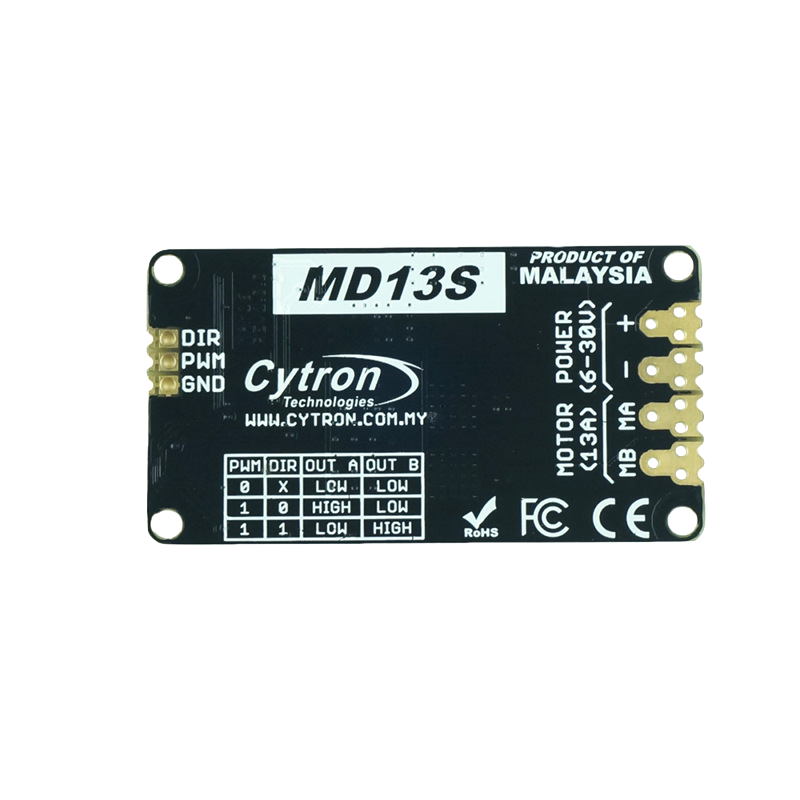 MD13S
PRODUCT OF
MALAYSIA
DIR
PWM
GND
Cytron
Technologies
WWW.CYTRON.COM.MY
POWER
(6-30V)
+
-
MOTOR
(13A)
MA
MB
PWM DIR OUT A OUT B
0 X LOW LOW
1 0 HIGH LOW
1 1 LOW HIGH
RoHS
FC
CE